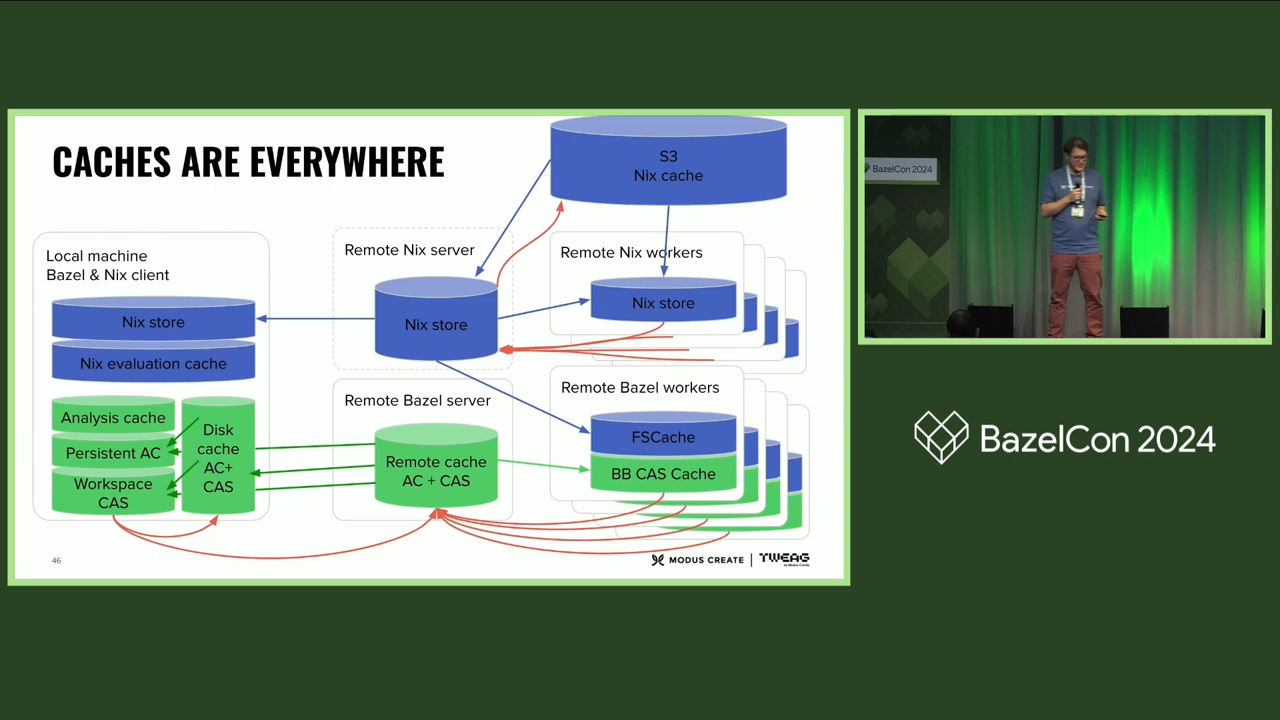 CACHES ARE EVERYWHERE
S3
Nix cache
Local machine
Bazel & Nix client
Nix store
Nix evaluation cache
Analysis cache
Persistent AC
Workspace
CAS
Disk
cache
AC+
CAS
Remote Nix server
Nix store
Remote Bazel server
Remote cache
AC + CAS
Remote Nix workers
Nix store
Remote Bazel workers
FSCache
BB CAS Cache
46
MODUS CREATE | TWEAG
by Modus Create
BazelCon 2024
BazelCon 2024